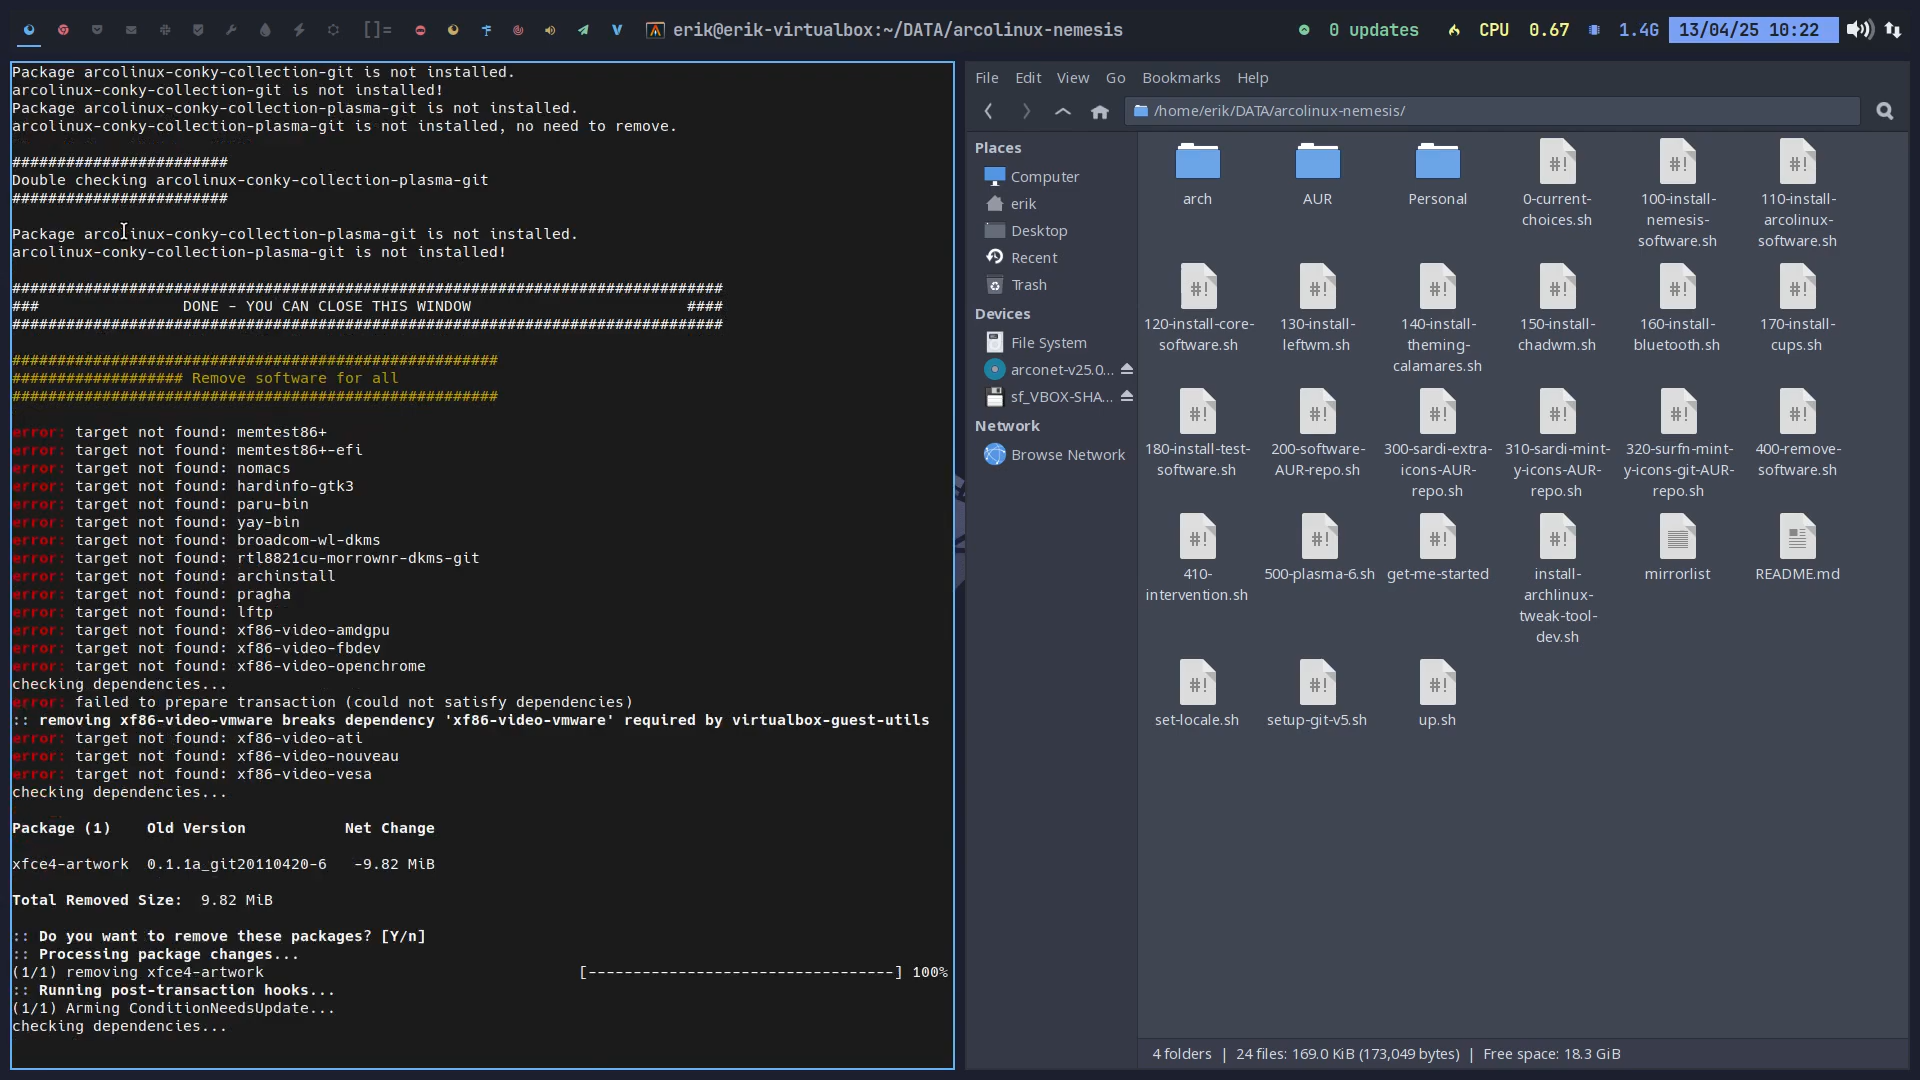 []= erik@erik-virtualbox:~/DATA/arcolinux-nemesis 0 updates CPU 0.67 1.4G 13/04/25 10:22
Package arcolinux-conky-collection-git is not installed.
arcolinux-conky-collection-git is not installed!
Package arcolinux-conky-collection-plasma-git is not installed.
arcolinux-conky-collection-plasma-git is not installed, no need to remove.
########################
Double checking arcolinux-conky-collection-plasma-git
########################
Package arcolinux-conky-collection-plasma-git is not installed.
arcolinux-conky-collection-plasma-git is not installed!
###############################################################################
### DONE - YOU CAN CLOSE THIS WINDOW ####
###############################################################################
######################################################
################### Remove software for all
######################################################
error: target not found: memtest86+
error: target not found: memtest86+-efi
error: target not found: nomacs
error: target not found: hardinfo-gtk3
error: target not found: paru-bin
error: target not found: yay-bin
error: target not found: broadcom-wl-dkms
error: target not found: rtl8821cu-morrownr-dkms-git
error: target not found: archinstall
error: target not found: pragha
error: target not found: lftp
error: target not found: xf86-video-amdgpu
error: target not found: xf86-video-fbdev
error: target not found: xf86-video-openchrome
checking dependencies...
error: failed to prepare transaction (could not satisfy dependencies)
:: removing xf86-video-vmware breaks dependency 'xf86-video-vmware' required by virtualbox-guest-utils
error: target not found: xf86-video-ati
error: target not found: xf86-video-nouveau
error: target not found: xf86-video-vesa
checking dependencies...
Package (1) Old Version Net Change
xfce4-artwork 0.1.1a_git20110420-6 -9.82 MiB
Total Removed Size: 9.82 MiB
:: Do you want to remove these packages? [Y/n]
:: Processing package changes...
(1/1) removing xfce4-artwork [----------------------------------] 100%
:: Running post-transaction hooks...
(1/1) Arming ConditionNeedsUpdate...
checking dependencies...
File Edit View Go Bookmarks Help
/home/erik/DATA/arcolinux-nemesis/
Places
Computer
erik
Desktop
Recent
Trash
Devices
File System
arconet-v25.0...
sf_VBOX-SHA...
Network
Browse Network
arch
AUR
Personal
0-current-
choices.sh
100-install-
nemesis-
software.sh
110-install-
arcolinux-
software.sh
120-install-core-
software.sh
130-install-
leftwm.sh
140-install-
theming-
calamares.sh
150-install-
chadwm.sh
160-install-
bluetooth.sh
170-install-
cups.sh
180-install-test-
software.sh
200-software-
AUR-repo.sh
300-sardi-extra-
icons-AUR-
repo.sh
310-sardi-mint-
y-icons-AUR-
repo.sh
320-surfn-mint-
y-icons-git-AUR-
repo.sh
400-remove-
software.sh
410-
intervention.sh
500-plasma-6.sh
get-me-started
install-
archlinux-
tweak-tool-
dev.sh
mirrorlist
README.md
set-locale.sh
setup-git-v5.sh
up.sh
4 folders | 24 files: 169.0 KiB (173,049 bytes) | Free space: 18.3 GiB